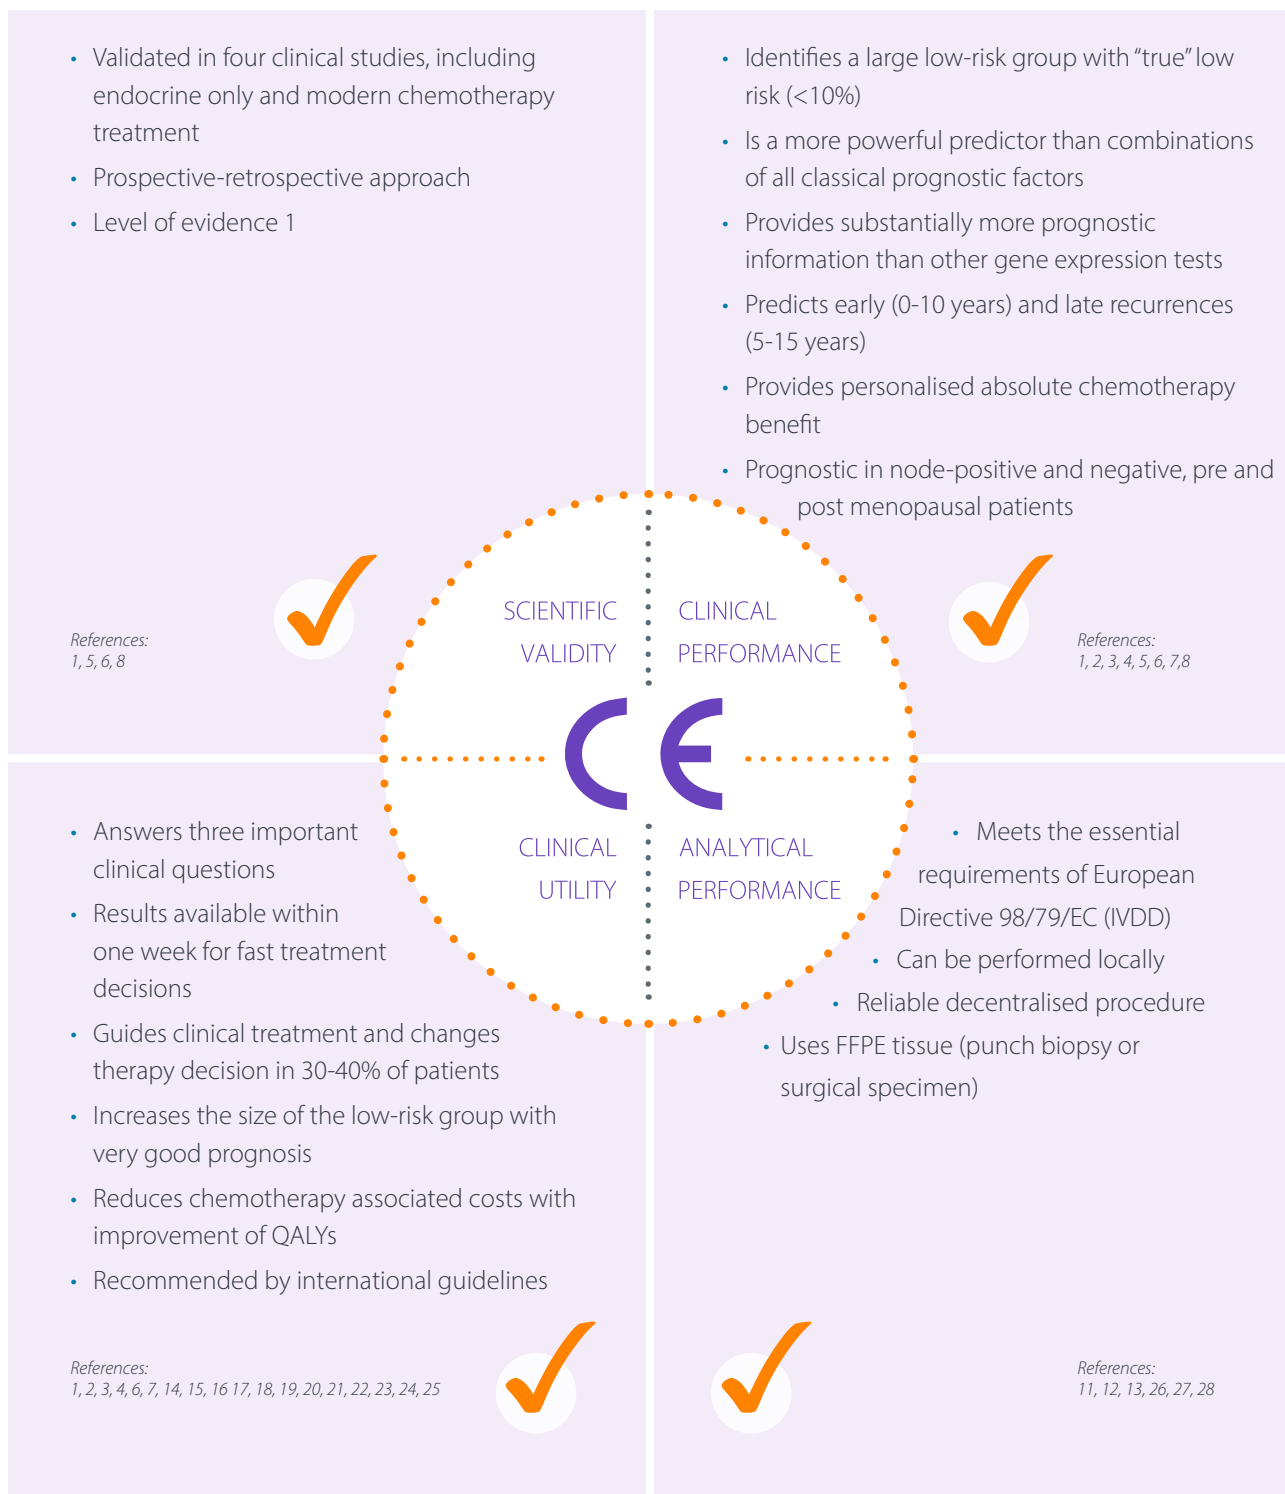 • Validated in four clinical studies, including
endocrine only and modern chemotherapy
treatment
• Prospective-retrospective approach
• Level of evidence 1
References:
1, 5, 6, 8
• Identifies a large low-risk group with “true” low
risk (<10%)
• Is a more powerful predictor than combinations
of all classical prognostic factors
• Provides substantially more prognostic
information than other gene expression tests
• Predicts early (0-10 years) and late recurrences
(5-15 years)
• Provides personalised absolute chemotherapy
benefit
• Prognostic in node-positive and negative, pre and
post menopausal patients
References:
1, 2, 3, 4, 5, 6, 7,8
SCIENTIFIC
VALIDITY
CLINICAL
PERFORMANCE
CE
CLINICAL
UTILITY
ANALYTICAL
PERFORMANCE
• Answers three important
clinical questions
• Results available within
one week for fast treatment
decisions
• Guides clinical treatment and changes
therapy decision in 30-40% of patients
• Increases the size of the low-risk group with
very good prognosis
• Reduces chemotherapy associated costs with
improvement of QALYs
• Recommended by international guidelines
References:
1, 2, 3, 4, 6, 7, 14, 15, 16 17, 18, 19, 20, 21, 22, 23, 24, 25
• Meets the essential
requirements of European
Directive 98/79/EC (IVDD)
• Can be performed locally
• Reliable decentralised procedure
• Uses FFPE tissue (punch biopsy or
surgical specimen)
References:
11, 12, 13, 26, 27, 28